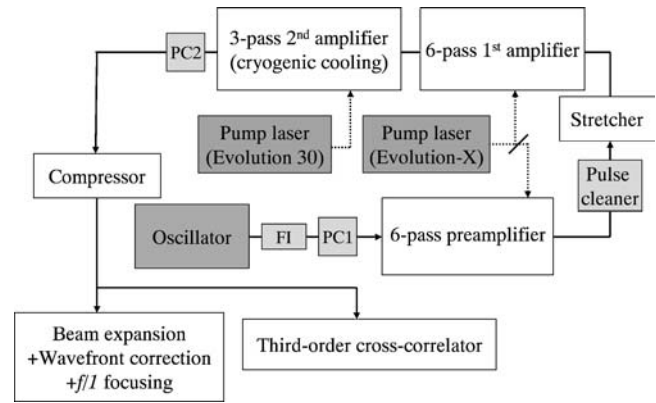 3-pass 2nd amplifier
(cryogenic cooling)
6-pass 1st amplifier
PC2
Stretcher
Pump laser
(Evolution 30)
Pump laser
(Evolution-X)
Compressor
Pulse
cleaner
Oscillator
FI
PC1
6-pass preamplifier
Beam expansion
+Wavefront correction
+f/1 focusing
Third-order cross-correlator